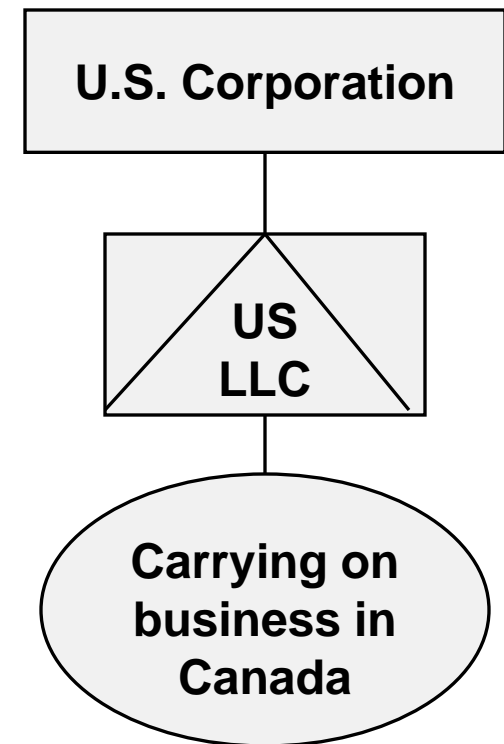 U.S. Corporation
US
LLC
Carrying on
business in
Canada